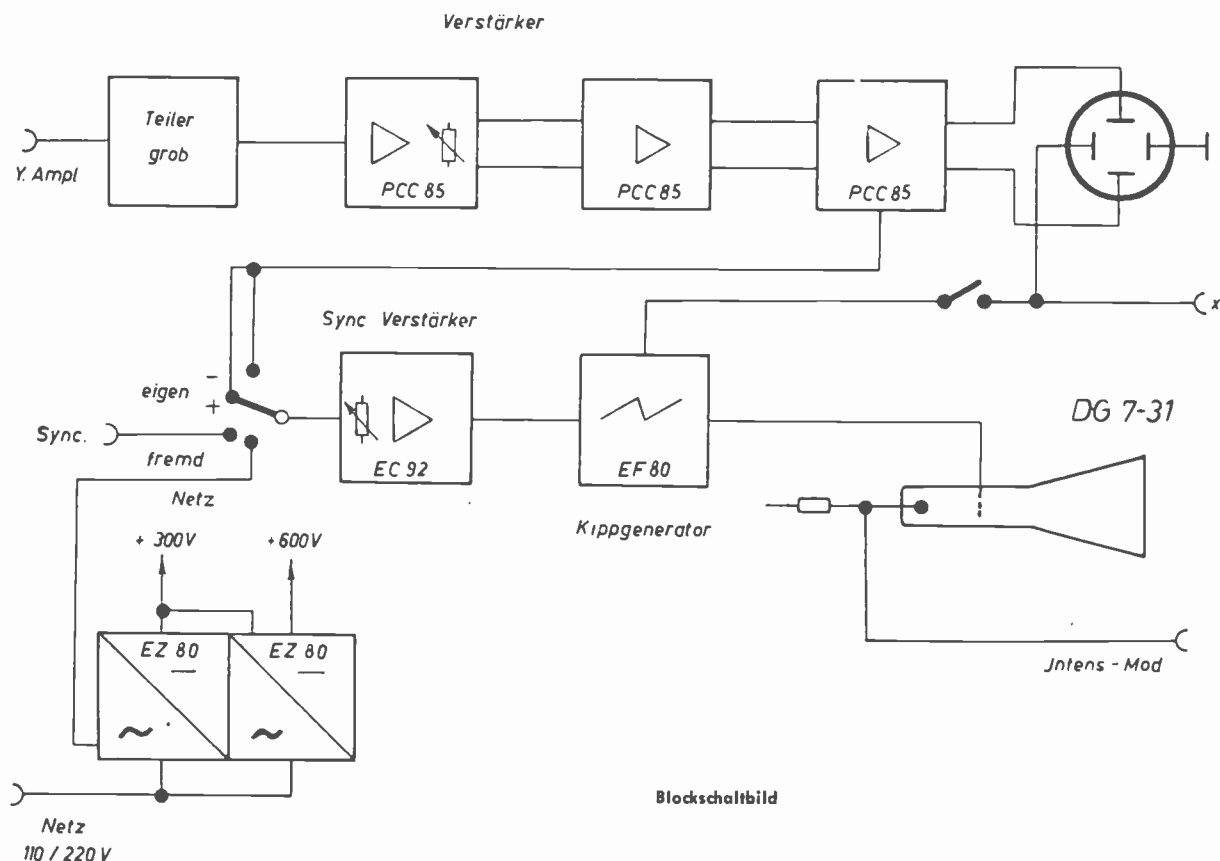 Verstärker
Teiler
grob
Y. Ampl
PCC 85
PCC 85
PCC 85
x
Sync Verstärker
-
eigen
+
Sync.
fremd
Netz
EC 92
EF 80
Kippgenerator
DG 7-31
+ 300V
+600V
EZ 80
EZ 80
Jntens - Mod
Netz
110 / 220 V
Blockschaltbild